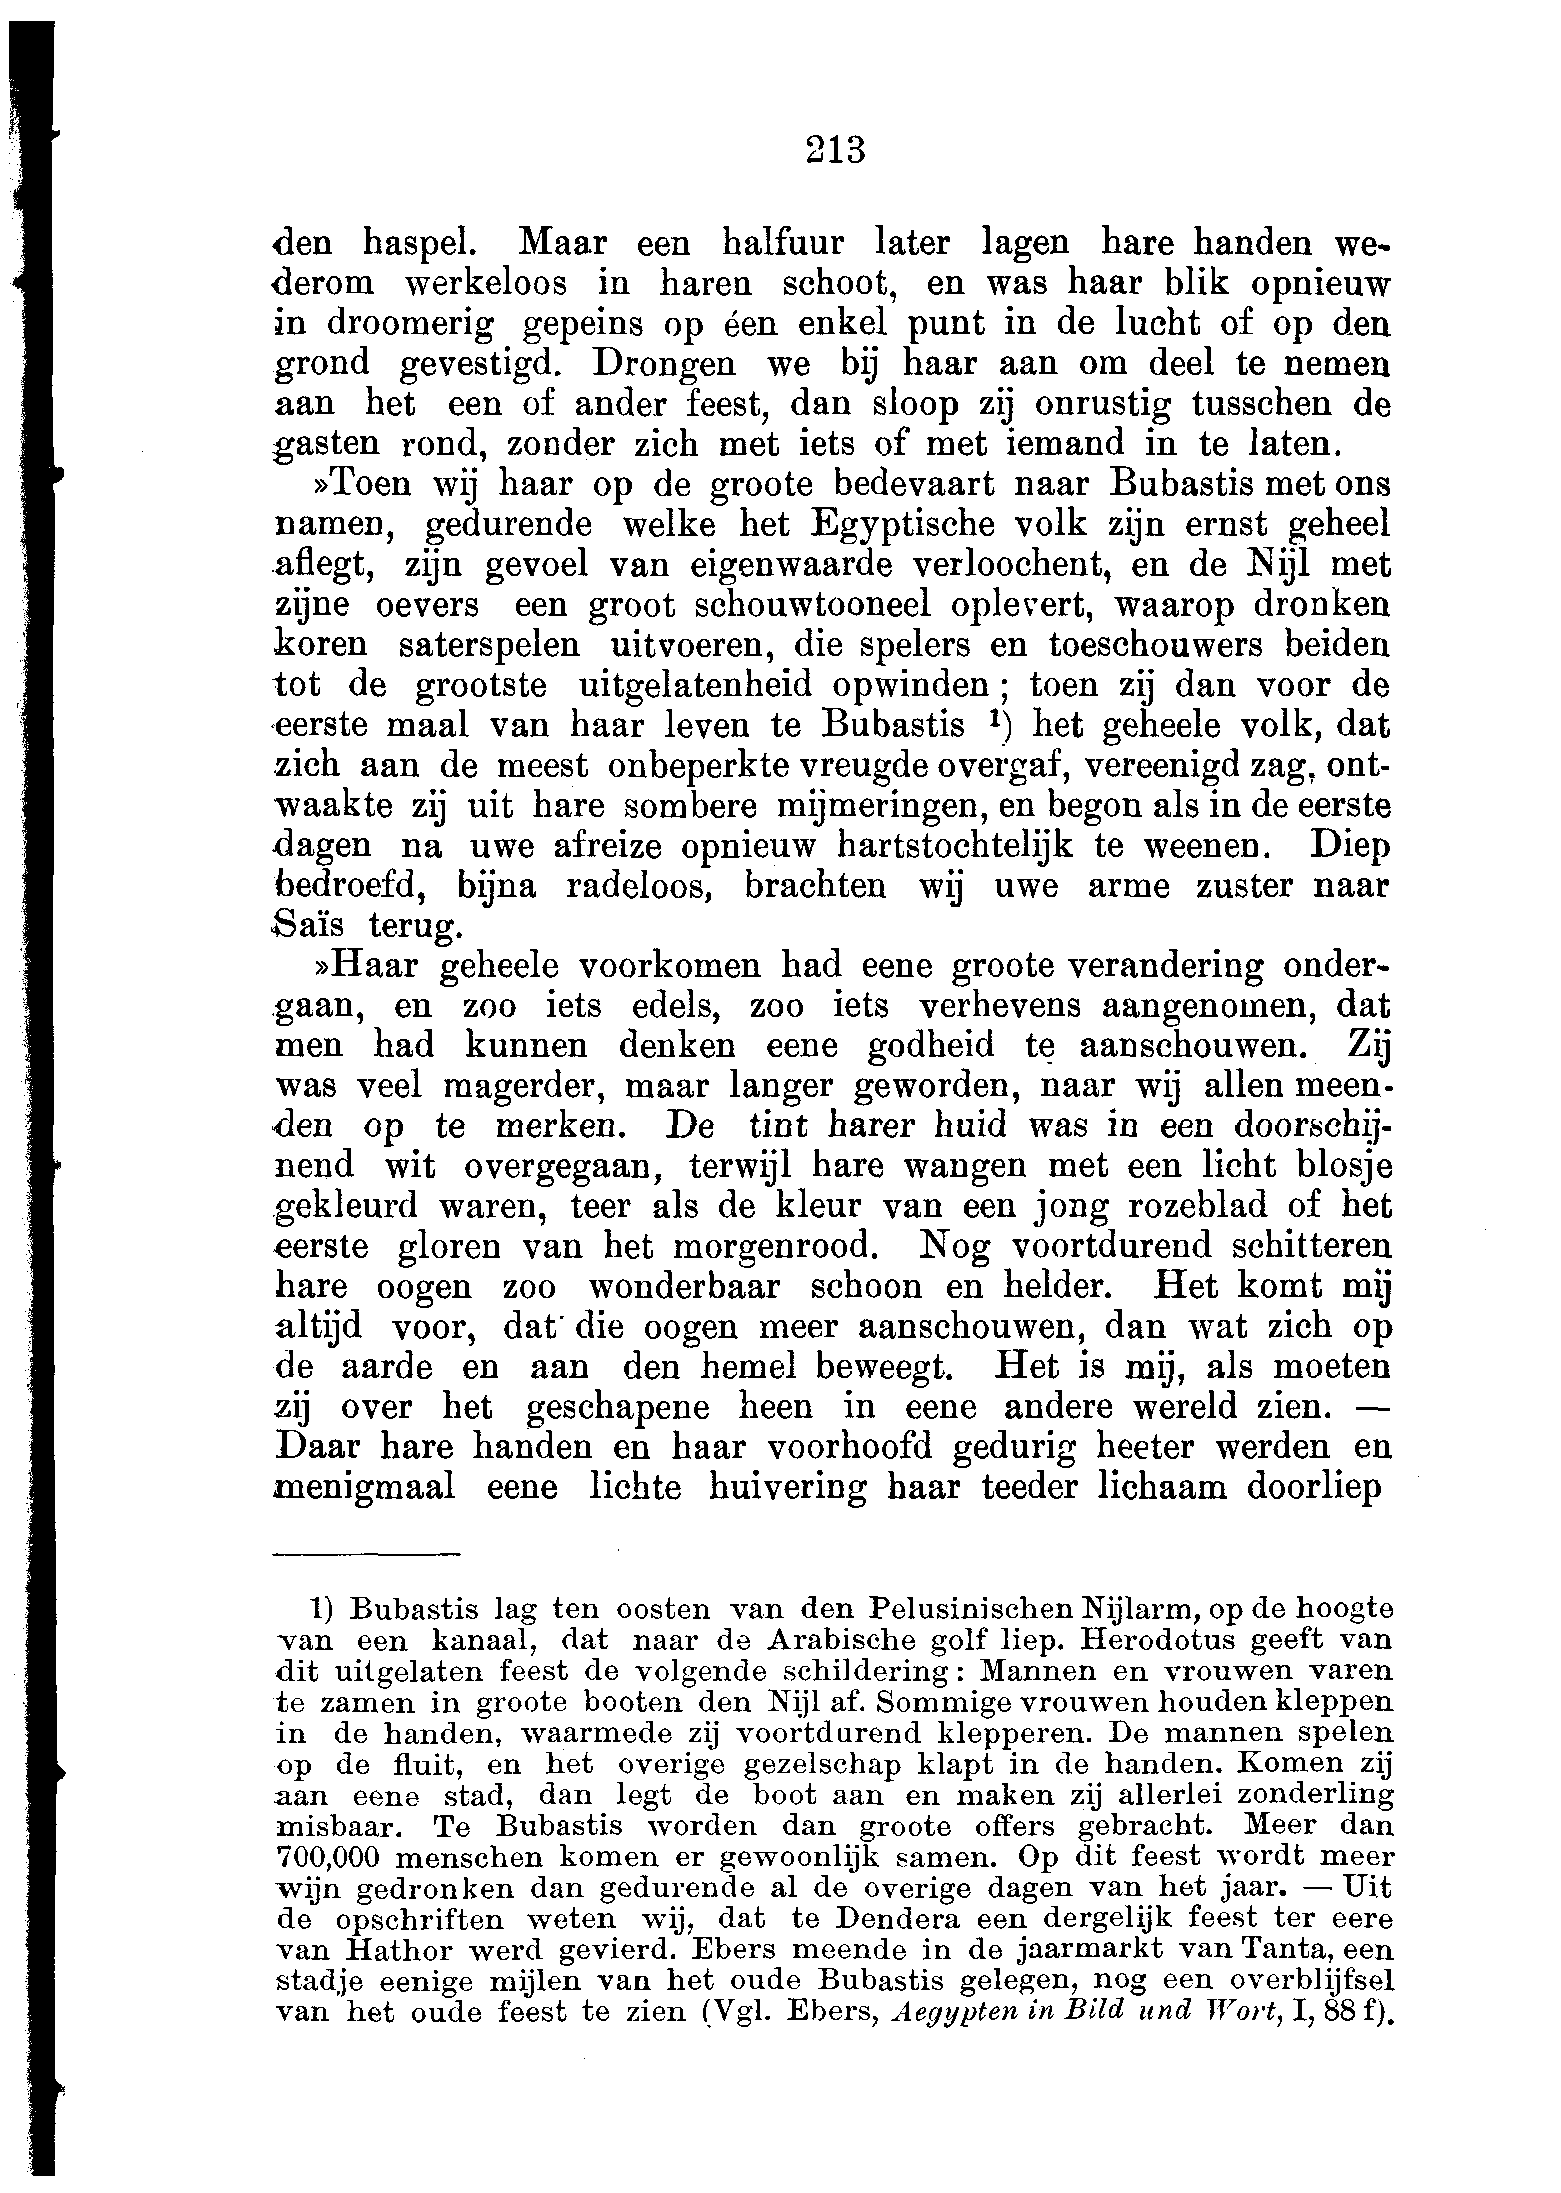 213
den haspel. Maar een halfuur later lagen hare handen we-
derom werkeloos in haren schoot, en was haar blik opnieuw
in droomerig gepeins op éen enkel punt in de lucht of op den
grond gevestigd. Drongen we bij haar aan om deel te nemen
aan het een of ander feest, dan sloop zij onrustig tusschen de
gasten rond, zonder zich met iets of met iemand in te laten.
»Toen wij haar op de groote bedevaart naar Bubastis met ons
namen, gedurende welke het Egyptische volk zijn ernst geheel
aflegt, zijn gevoel van eigenwaarde verloochent, en de Nijl met
zijne oevers een groot schouwtooneel oplevert, waarop dronken
koren saterspelen uitvoeren, die spelers en toeschouwers beiden
tot de grootste uitgelatenheid opwinden; toen zij dan voor de
eerste maal van haar leven te Bubastis ¹) het geheele volk, dat
zich aan de meest onbeperkte vreugde overgaf, vereenigd zag, ont-
waakte zij uit hare sombere mijmeringen, en begon als in de eerste
dagen na uwe afreize opnieuw hartstochtelijk te weenen. Diep
bedroefd, bijna radeloos, brachten wij uwe arme zuster naar
Saïs terug.
»Haar geheele voorkomen had eene groote verandering onder-
gaan, en zoo iets edels, zoo iets verhevens aangenomen, dat
men had kunnen denken eene godheid te aanschouwen. Zij
was veel magerder, maar langer geworden, naar wij allen meen-
den op te merken. De tint harer huid was in een doorschij-
nend wit overgegaan, terwijl hare wangen met een licht blosje
gekleurd waren, teer als de kleur van een jong rozeblad of het
eerste gloren van het morgenrood. Nog voortdurend schitteren
hare oogen zoo wonderbaar schoon en helder. Het komt mij
altijd voor, dat die oogen meer aanschouwen, dan wat zich op
de aarde en aan den hemel beweegt. Het is mij, als moeten
zij over het geschapene heen in eene andere wereld zien. —
Daar hare handen en haar voorhoofd gedurig heeter werden en
menigmaal eene lichte huivering haar teeder lichaam doorliep
1) Bubastis lag ten oosten van den Pelusinischen Nijlarm, op de hoogte
van een kanaal, dat naar de Arabische golf liep. Herodotus geeft van
dit uitgelaten feest de volgende schildering: Mannen en vrouwen varen
te zamen in groote booten den Nijl af. Sommige vrouwen houden kleppen
in de handen, waarmede zij voortdurend klepperen. De mannen spelen
op de fluit, en het overige gezelschap klapt in de handen. Komen zij
aan eene stad, dan legt de boot aan en maken zij allerlei zonderling
misbaar. Te Bubastis worden dan groote offers gebracht. Meer dan
700,000 menschen komen er gewoonlijk samen. Op dit feest wordt meer
wijn gedronken dan gedurende al de overige dagen van het jaar. — Uit
de opschriften weten wij, dat te Dendera een dergelijk feest ter eere
van Hathor werd gevierd. Ebers meende in de jaarmarkt van Tanta, een
stadje eenige mijlen van het oude Bubastis gelegen, nog een overblijfsel
van het oude feest te zien (Vgl. Ebers, Aegypten in Bild und Wort, I, 88 f).